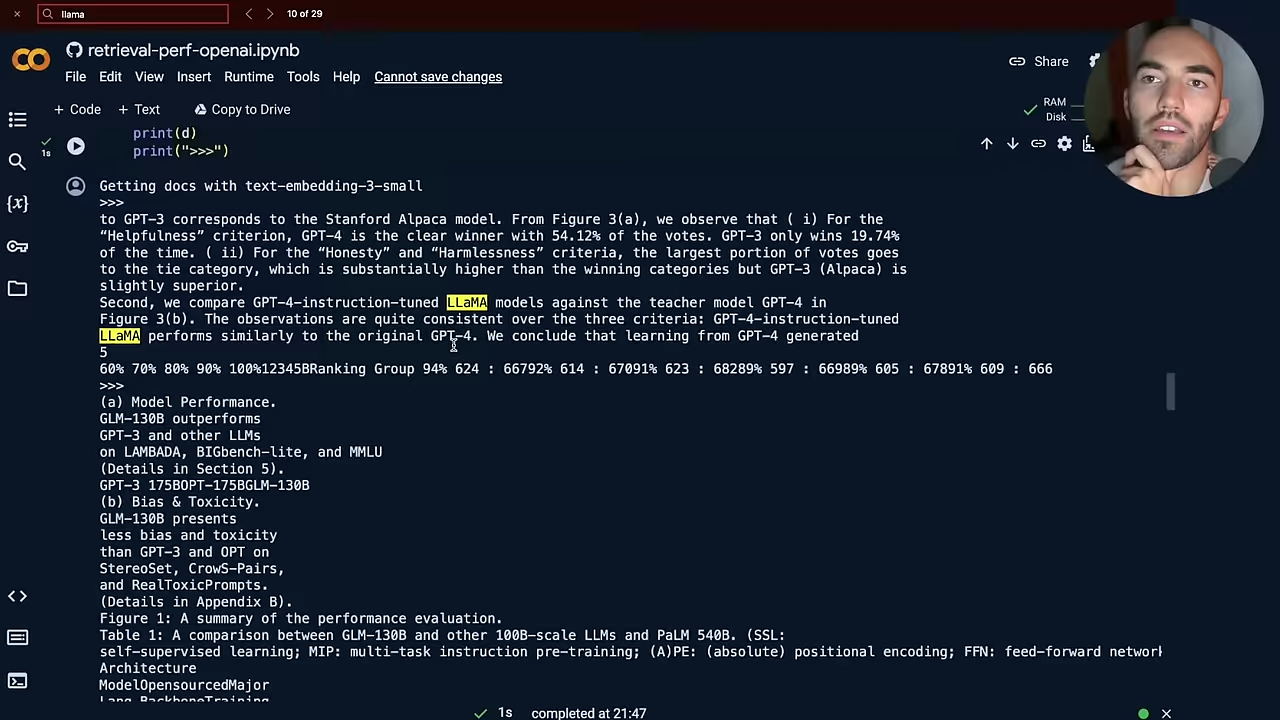 llama
10 of 29
retrieval-perf-openai.ipynb
File Edit View Insert Runtime Tools Help Cannot save changes
Share
+ Code + Text Copy to Drive
RAM
Disk
print(d)
print(">>>")
1s
Getting docs with text-embedding-3-small
>>>
to GPT-3 corresponds to the Stanford Alpaca model. From Figure 3(a), we observe that ( i) For the
“Helpfulness” criterion, GPT-4 is the clear winner with 54.12% of the votes. GPT-3 only wins 19.74%
of the time. ( ii) For the “Honesty” and “Harmlessness” criteria, the largest portion of votes goes
to the tie category, which is substantially higher than the winning categories but GPT-3 (Alpaca) is
slightly superior.
Second, we compare GPT-4-instruction-tuned LLaMA models against the teacher model GPT-4 in
Figure 3(b). The observations are quite consistent over the three criteria: GPT-4-instruction-tuned
LLaMA performs similarly to the original GPT-4. We conclude that learning from GPT-4 generated
5
60% 70% 80% 90% 100%12345BRanking Group 94% 624 : 66792% 614 : 67091% 623 : 68289% 597 : 66989% 605 : 67891% 609 : 666
>>>
(a) Model Performance.
GLM-130B outperforms
GPT-3 and other LLMs
on LAMBADA, BIGbench-lite, and MMLU
(Details in Section 5).
GPT-3 175BOPT-175BGLM-130B
(b) Bias & Toxicity.
GLM-130B presents
less bias and toxicity
than GPT-3 and OPT on
StereoSet, CrowS-Pairs,
and RealToxicPrompts.
(Details in Appendix B).
Figure 1: A summary of the performance evaluation.
Table 1: A comparison between GLM-130B and other 100B-scale LLMs and PaLM 540B. (SSL:
self-supervised learning; MIP: multi-task instruction pre-training; (A)PE: (absolute) positional encoding; FFN: feed-forward network
Architecture
ModelOpensourcedMajor
Lang.BackboneTraining
1s completed at 21:47